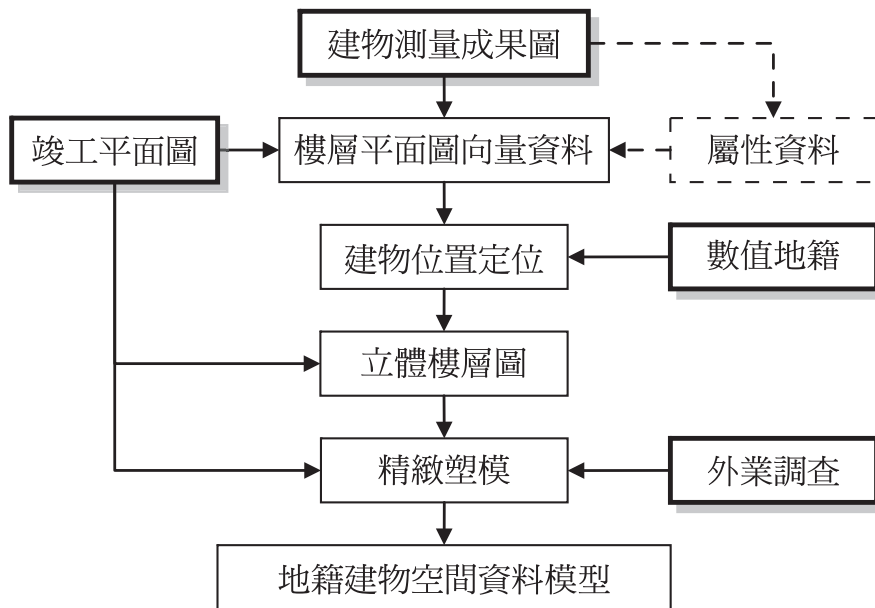 建物測量成果圖
竣工平面圖
樓層平面圖向量資料
屬性資料
建物位置定位
數值地籍
立體樓層圖
精緻塑模
外業調查
地籍建物空間資料模型